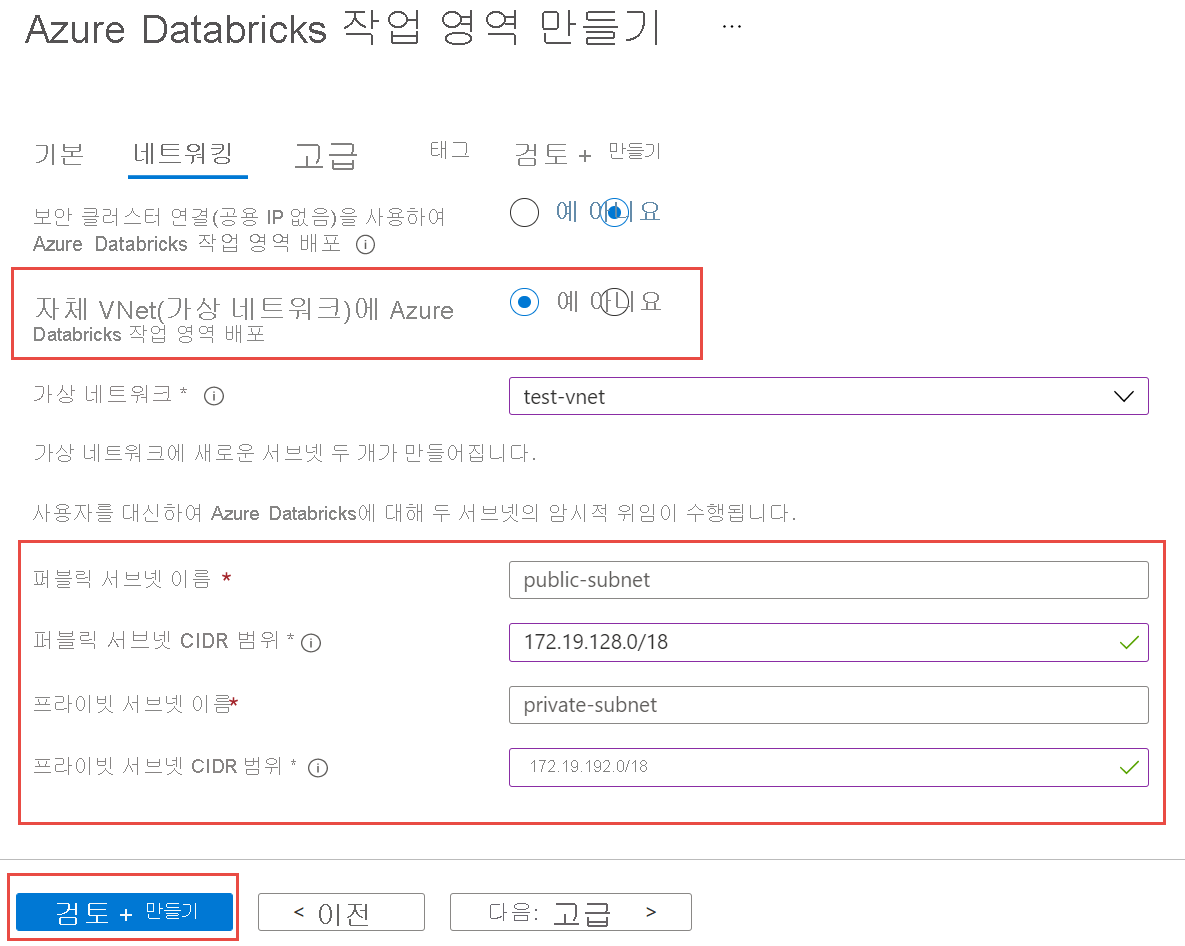 Azure Databricks 작업 영역 만들기 ...
기본 네트워킹 고급 태그 검토 + 만들기
보안 클러스터 연결(공용 IP 없음)을 사용하여
Azure Databricks 작업 영역 배포
예 아니요
자체 VNet(가상 네트워크)에 Azure
Databricks 작업 영역 배포
예 아니요
가상 네트워크 * test-vnet
가상 네트워크에 새로운 서브넷 두 개가 만들어집니다.
사용자를 대신하여 Azure Databricks에 대해 두 서브넷의 암시적 위임이 수행됩니다.
퍼블릭 서브넷 이름 * public-subnet
퍼블릭 서브넷 CIDR 범위 * 172.19.128.0/18
프라이빗 서브넷 이름* private-subnet
프라이빗 서브넷 CIDR 범위 * 172.19.192.0/18
검토 + 만들기 < 이전 다음: 고급 >